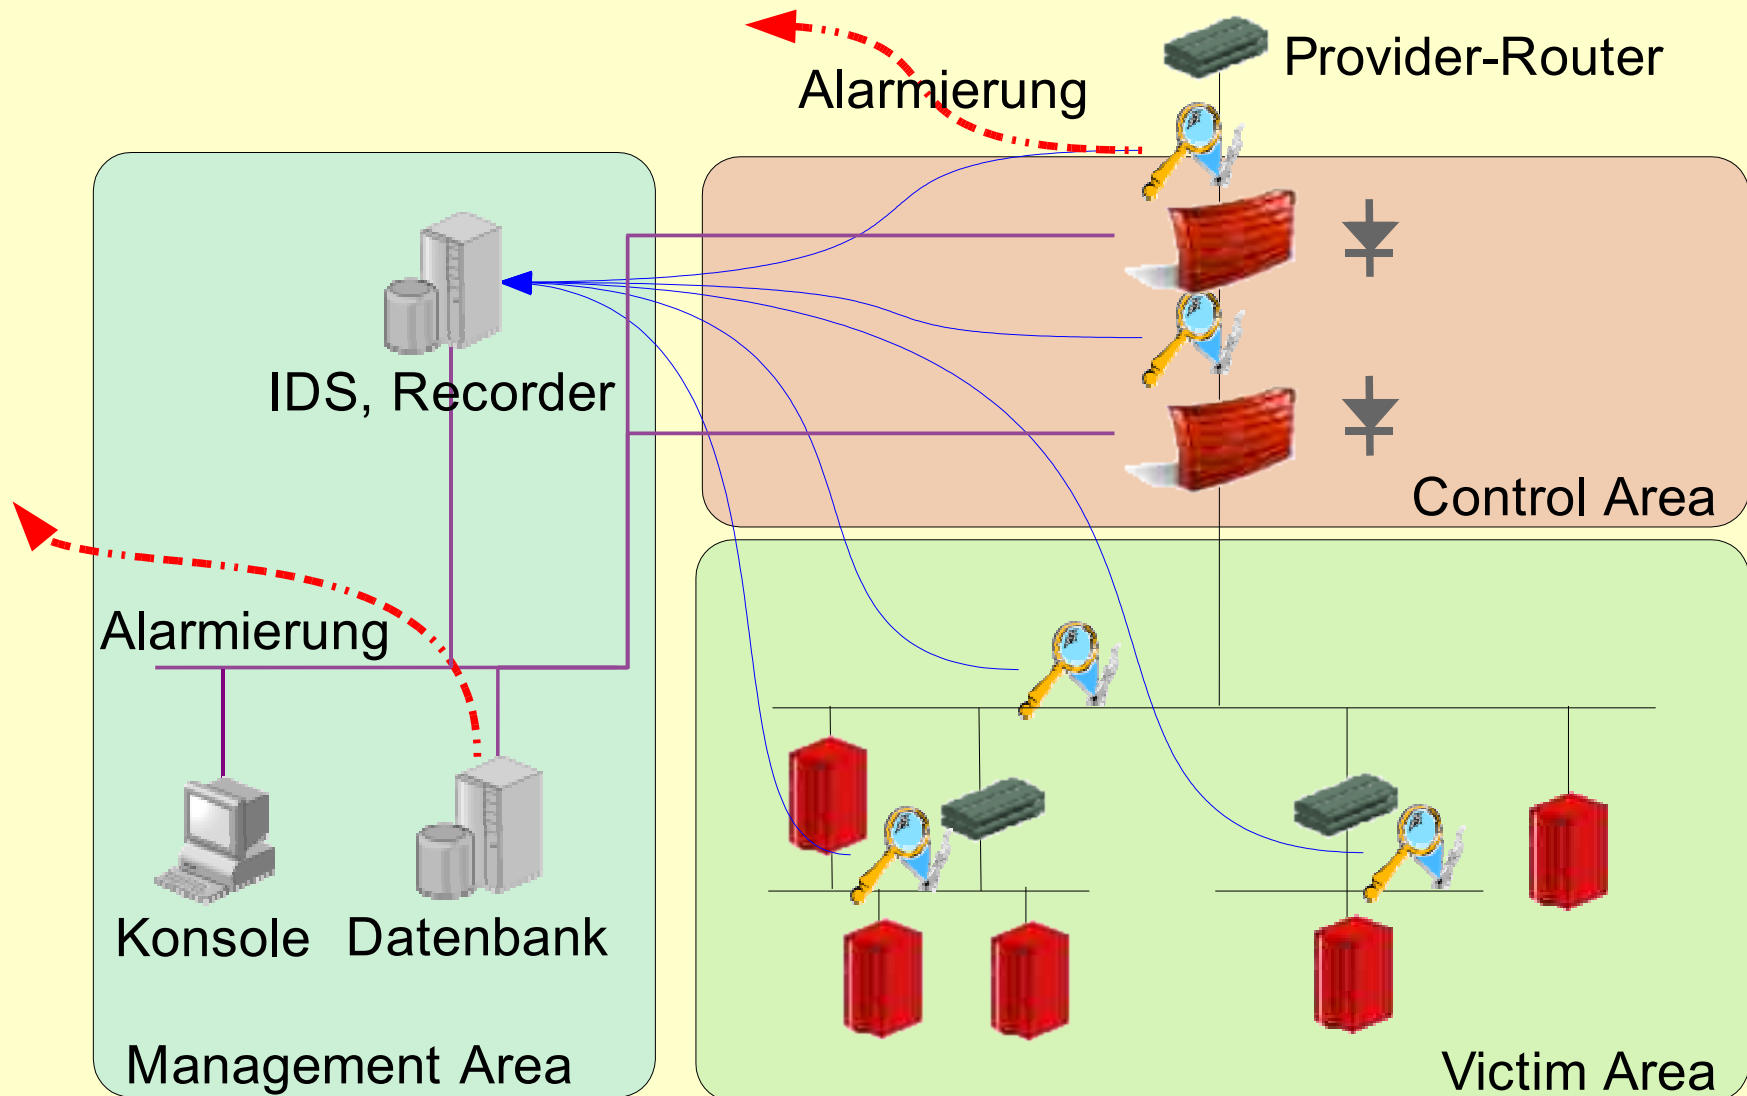 Provider-Router
Alarmierung
IDS, Recorder
Control Area
Alarmierung
Konsole
Datenbank
Management Area
Victim Area